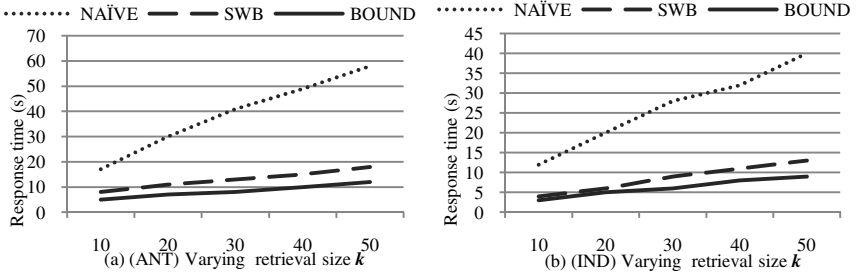 NAÏVE SWB BOUND
70
60
50
40
30
20
10
0
Response time (s)
10 20 30 40 50
(a) (ANT) Varying retrieval size k
NAÏVE SWB BOUND
45
40
35
30
25
20
15
10
5
0
Response time (s)
10 20 30 40 50
(b) (IND) Varying retrieval size k